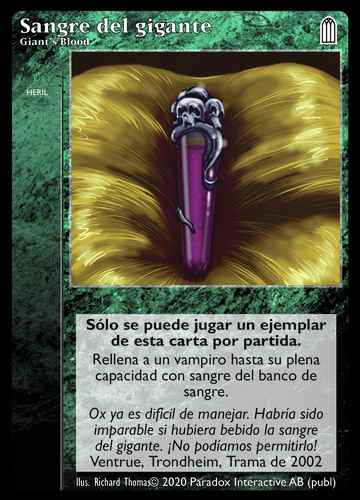 Sangre del gigante
Giant's Blood
HERIL
Sólo se puede jugar un ejemplar
de esta carta por partida.
Rellena a un vampiro hasta su plena
capacidad con sangre del banco de
sangre.
Ox ya es difícil de manejar. Habría sido
imparable si hubiera bebido la sangre
del gigante. ¡No podíamos permitirlo!
Ventrue, Trondheim, Trama de 2002
Ilus. Richard Thomas© 2020 Paradox Interactive AB (publ)